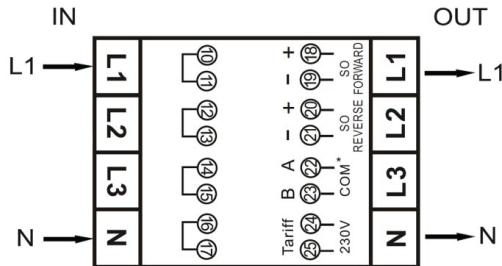 IN
OUT
L1
L1
L2
L3
N
N
10
11
12
13
14
15
16
17
+ 18
- 19
SO FORWARD
+ 20
- 21
SO REVERSE
A 22
B 23
COM*
Tariff
24
25
230V
L1
L2
L3
N
L1
N